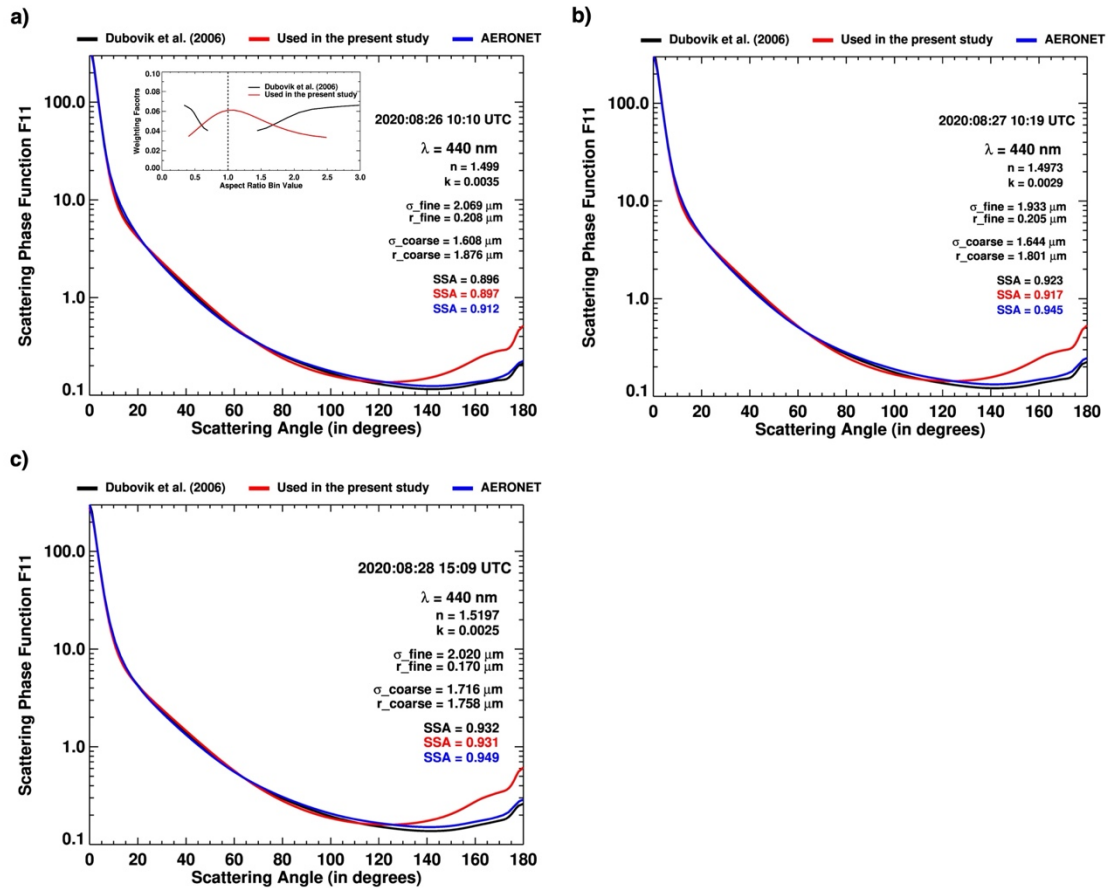 a)
Dubovik et al. (2006) Used in the present study AERONET
Scattering Phase Function F11
100.0
10.0
1.0
0.1
0 20 40 60 80 100 120 140 160 180
Scattering Angle (in degrees)
Weighting Facotrs
0.10
0.08
0.06
0.04
0.02
0.00
0.0 0.5 1.0 1.5 2.0 2.5 3.0
Aspect Ratio Bin Value
Dubovik et al. (2006)
Used in the present study
2020:08:26 10:10 UTC
λ = 440 nm
n = 1.499
k = 0.0035
σ_fine = 2.069 μm
r_fine = 0.208 μm
σ_coarse = 1.608 μm
r_coarse = 1.876 μm
SSA = 0.896
SSA = 0.897
SSA = 0.912
b)
Dubovik et al. (2006) Used in the present study AERONET
Scattering Phase Function F11
100.0
10.0
1.0
0.1
0 20 40 60 80 100 120 140 160 180
Scattering Angle (in degrees)
2020:08:27 10:19 UTC
λ = 440 nm
n = 1.4973
k = 0.0029
σ_fine = 1.933 μm
r_fine = 0.205 μm
σ_coarse = 1.644 μm
r_coarse = 1.801 μm
SSA = 0.923
SSA = 0.917
SSA = 0.945
c)
Dubovik et al. (2006) Used in the present study AERONET
Scattering Phase Function F11
100.0
10.0
1.0
0.1
0 20 40 60 80 100 120 140 160 180
Scattering Angle (in degrees)
2020:08:28 15:09 UTC
λ = 440 nm
n = 1.5197
k = 0.0025
σ_fine = 2.020 μm
r_fine = 0.170 μm
σ_coarse = 1.716 μm
r_coarse = 1.758 μm
SSA = 0.932
SSA = 0.931
SSA = 0.949